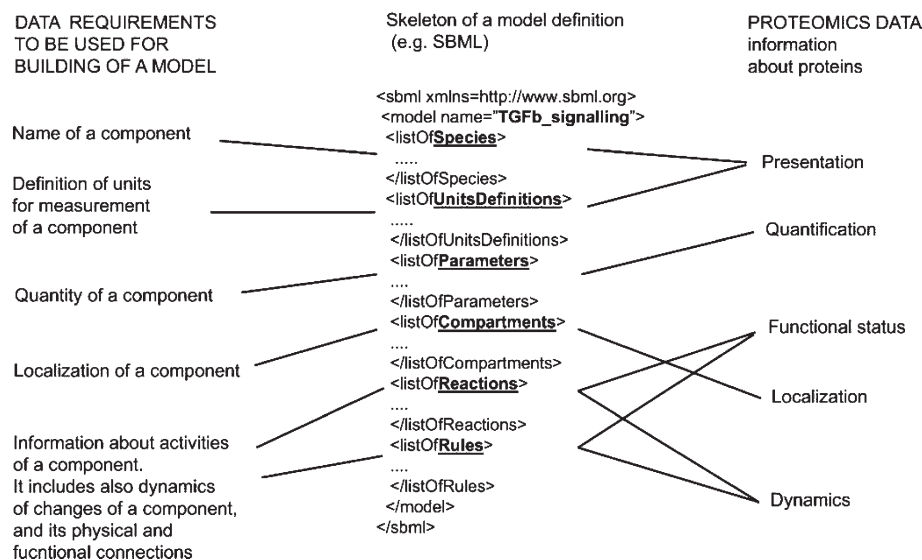 DATA REQUIREMENTS
TO BE USED FOR
BUILDING OF A MODEL
Name of a component
Definition of units
for measurement
of a component
Quantity of a component
Localization of a component
Information about activities
of a component.
It includes also dynamics
of changes of a component,
and its physical and
fucntional connections
Skeleton of a model definition
(e.g. SBML)
<sbml xmlns=http://www.sbml.org>
<model name="TGFb_signalling">
<listOfSpecies>
.....
</listOfSpecies>
<listOfUnitsDefinitions>
.....
</listOfUnitsDefinitions>
<listOfParameters>
....
</listOfParameters>
<listOfCompartments>
....
</listOfCompartments>
<listOfReactions>
....
</listOfReactions>
<listOfRules>
....
</listOfRules>
</model>
</sbml>
PROTEOMICS DATA
information
about proteins
Presentation
Quantification
Functional status
Localization
Dynamics